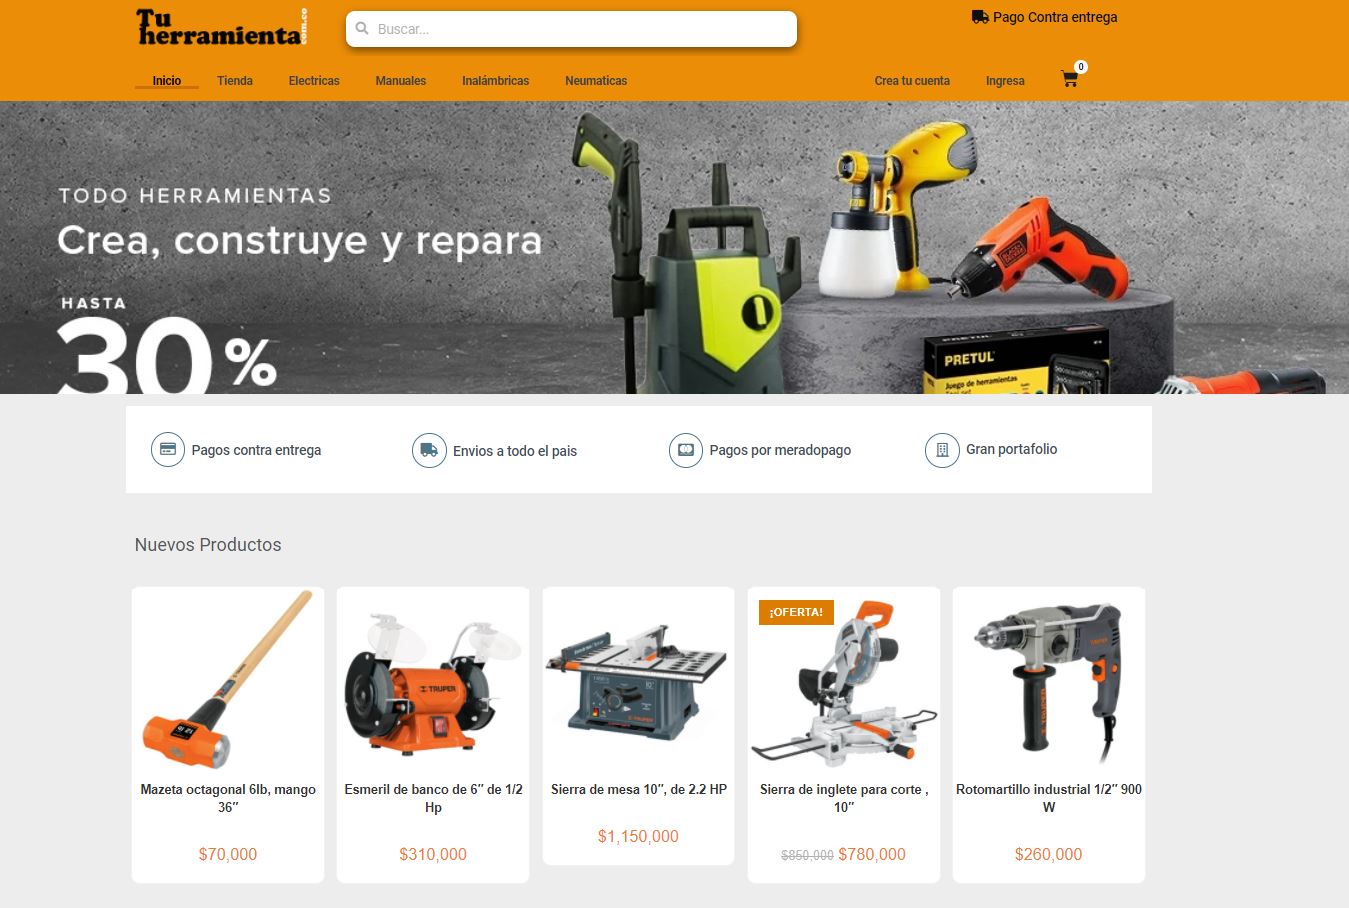 Tu
herramienta
com.co
Buscar...
Pago Contra entrega
Inicio
Tienda
Electricas
Manuales
Inalámbricas
Neumaticas
Crea tu cuenta
Ingresa
0
TODO HERRAMIENTAS
Crea, construye y repara
HASTA
30%
PRETUL
Juego de herramientas
Pagos contra entrega
Envios a todo el pais
Pagos por meradopago
Gran portafolio
Nuevos Productos
TRUPER
¡OFERTA!
Mazeta octagonal 6lb, mango
36″
$70,000
Esmeril de banco de 6″ de 1/2
Hp
$310,000
Sierra de mesa 10″, de 2.2 HP
$1,150,000
Sierra de inglete para corte ,
10″
$850,000 $780,000
Rotomartillo industrial 1/2″ 900
W
$260,000